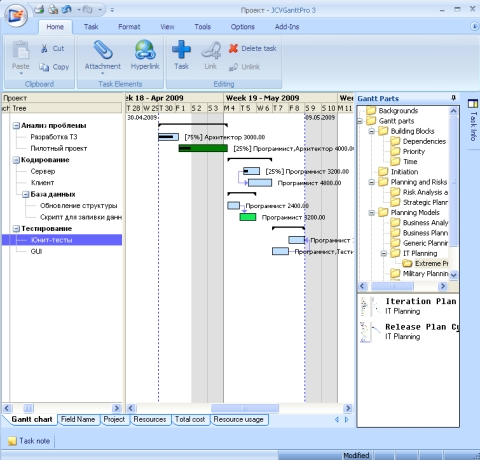 Проект - JCVGanttPro 3
Home Task Format View Tools Options Add-Ins
Paste Cut Copy Attachment Hyperlink Task Link Delete task Unlink
Clipboard Task Elements Editing
Проект
Tree
Анализ проблемы
Разработка ТЗ
Пилотный проект
Кодирование
Сервер
Клиент
База данных
Обновление структуры
Скрипт для заливки данн
Тестирование
Юнит-тесты
GUI
ek 18 - Apr 2009 Week 19 - May 2009 Wee
T 28 W 29 T 30 F 1 S 2 S 3 M 4 T 5 W 6 T 7 F 8 S 9 S 10 M 11
30.04.2009 09.05.2009
[75%] Архитектор 3000.00
[25%] Программист,Архитектор 4000.00
[25%] Программист 3200.00
Программист 4800.00
Программист 2400.00
Программист 3200.00
Программист
Программист,Тест
Gantt Parts
Backgrounds
Gantt parts
Building Blocks
Dependencies
Priority
Time
Initiation
Planning and Risks
Risk Analysis a
Strategic Plan
Planning Models
Business Analy
Business Plann
Generic Plannin
IT Planning
Extreme Pr
Military Planning
Iteration Plan
IT Planning
Release Plan Cy
IT Planning
Task Info
Gantt chart Field Name Project Resources Total cost Resource usage
Task note
Modified